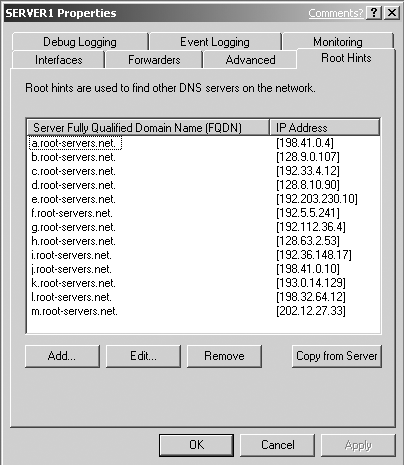 SERVER1 Properties Comments? ?
Debug Logging Event Logging Monitoring
Interfaces Forwarders Advanced Root Hints
Root hints are used to find other DNS servers on the network.
Server Fully Qualified Domain Name (FQDN) IP Address
a.root-servers.net. [198.41.0.4]
b.root-servers.net. [128.9.0.107]
c.root-servers.net. [192.33.4.12]
d.root-servers.net. [128.8.10.90]
e.root-servers.net. [192.203.230.10]
f.root-servers.net. [192.5.5.241]
g.root-servers.net. [192.112.36.4]
h.root-servers.net. [128.63.2.53]
i.root-servers.net. [192.36.148.17]
j.root-servers.net. [198.41.0.10]
k.root-servers.net. [193.0.14.129]
l.root-servers.net. [198.32.64.12]
m.root-servers.net. [202.12.27.33]
Add... Edit... Remove Copy from Server
OK Cancel Apply